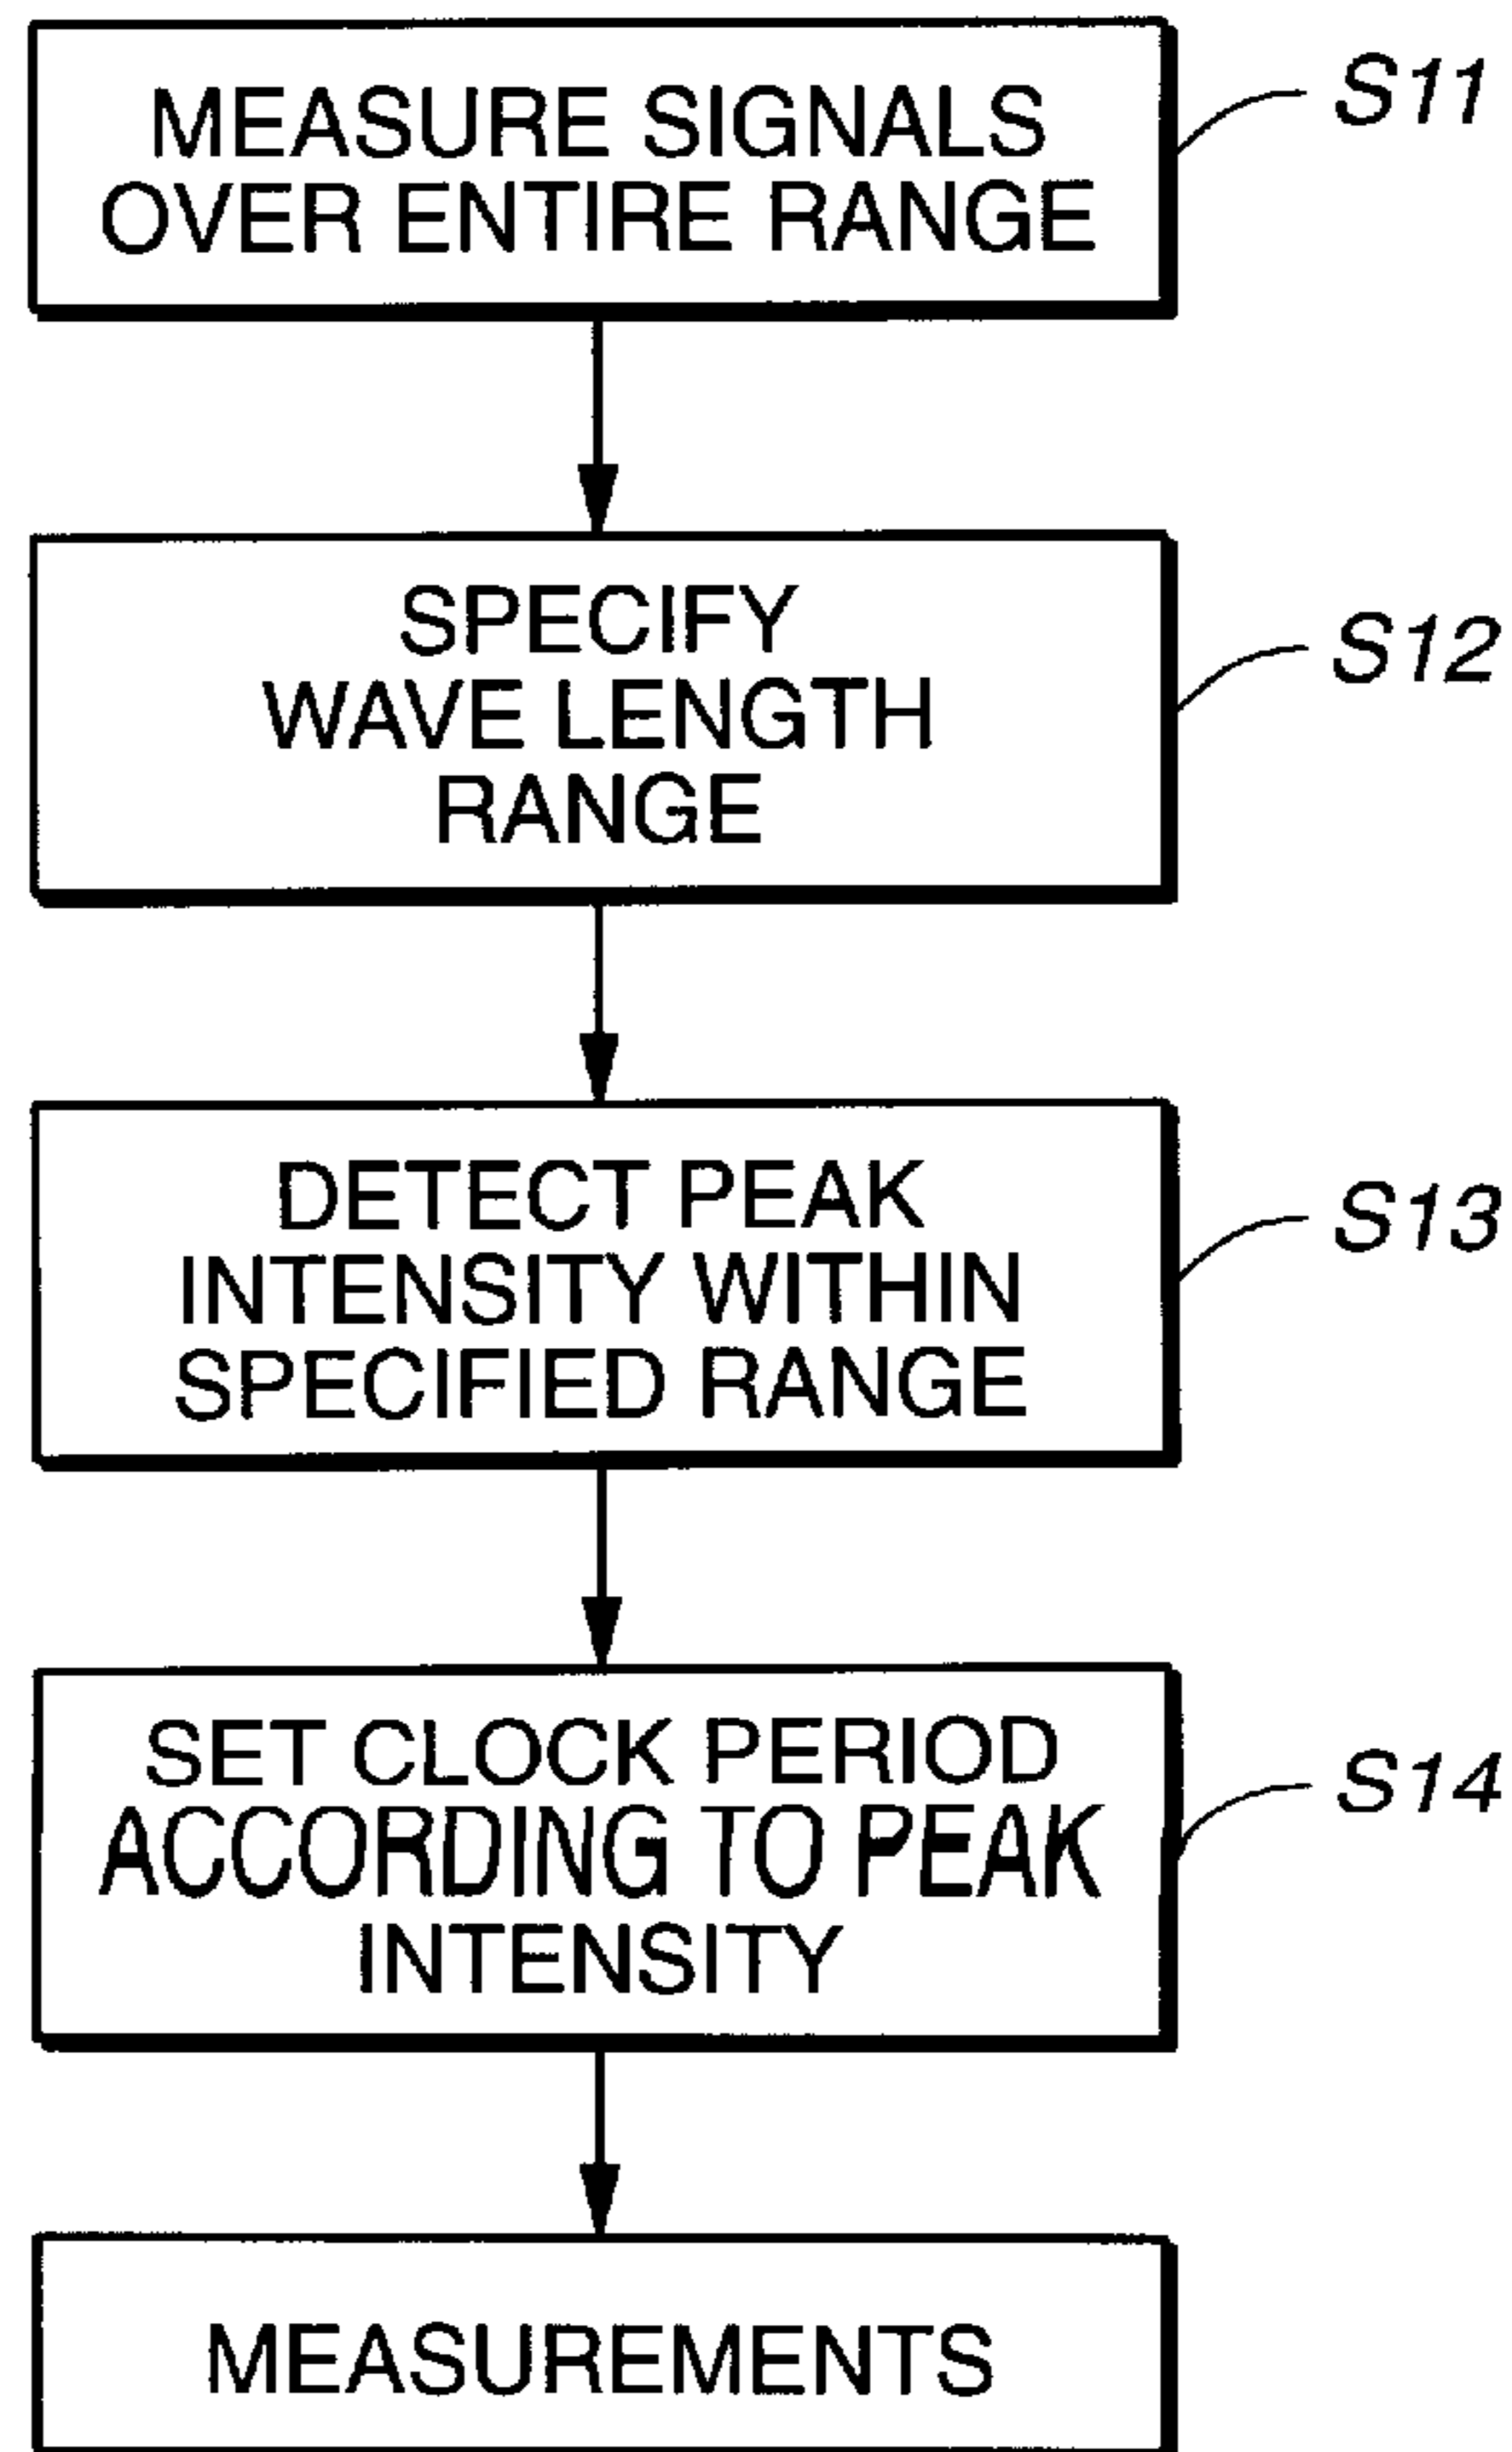 MEASURE SIGNALS
OVER ENTIRE RANGE
S11
SPECIFY
WAVE LENGTH
RANGE
S12
DETECT PEAK
INTENSITY WITHIN
SPECIFIED RANGE
S13
SET CLOCK PERIOD
ACCORDING TO PEAK
INTENSITY
S14
MEASUREMENTS